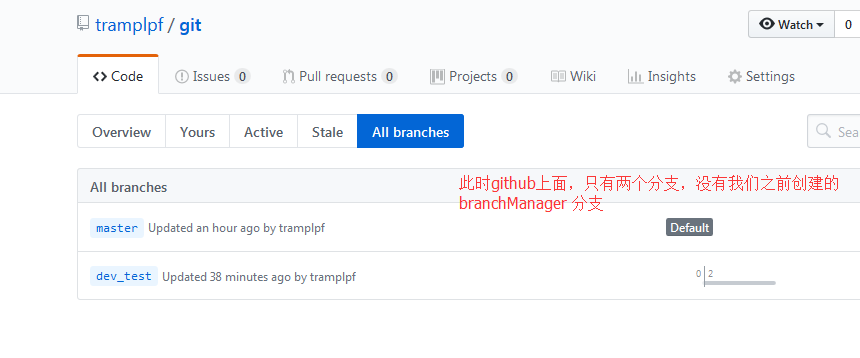 tramplpf / git
Watch 0
Code Issues 0 Pull requests 0 Projects 0 Wiki Insights Settings
Overview Yours Active Stale All branches Sea
All branches
此时github上面，只有两个分支，没有我们之前创建的
branchManager 分支
master Updated an hour ago by tramplpf Default
dev_test Updated 38 minutes ago by tramplpf 0 2